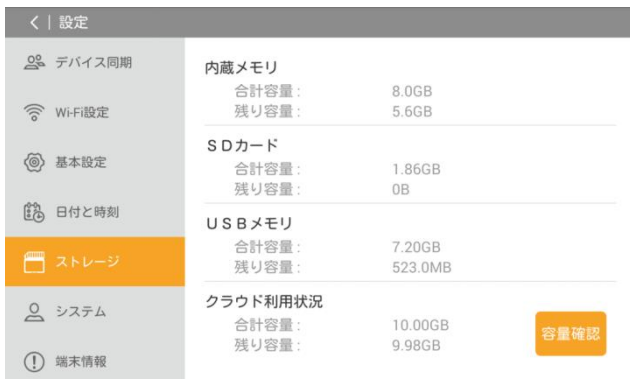 く | 設定
デバイス同期
Wi-Fi設定
基本設定
日付と時刻
ストレージ
システム
端末情報
内蔵メモリ
合計容量 : 8.0GB
残り容量 : 5.6GB
ＳＤカード
合計容量 : 1.86GB
残り容量 : 0B
ＵＳＢメモリ
合計容量 : 7.20GB
残り容量 : 523.0MB
クラウド利用状況
合計容量 : 10.00GB
残り容量 : 9.98GB
容量確認